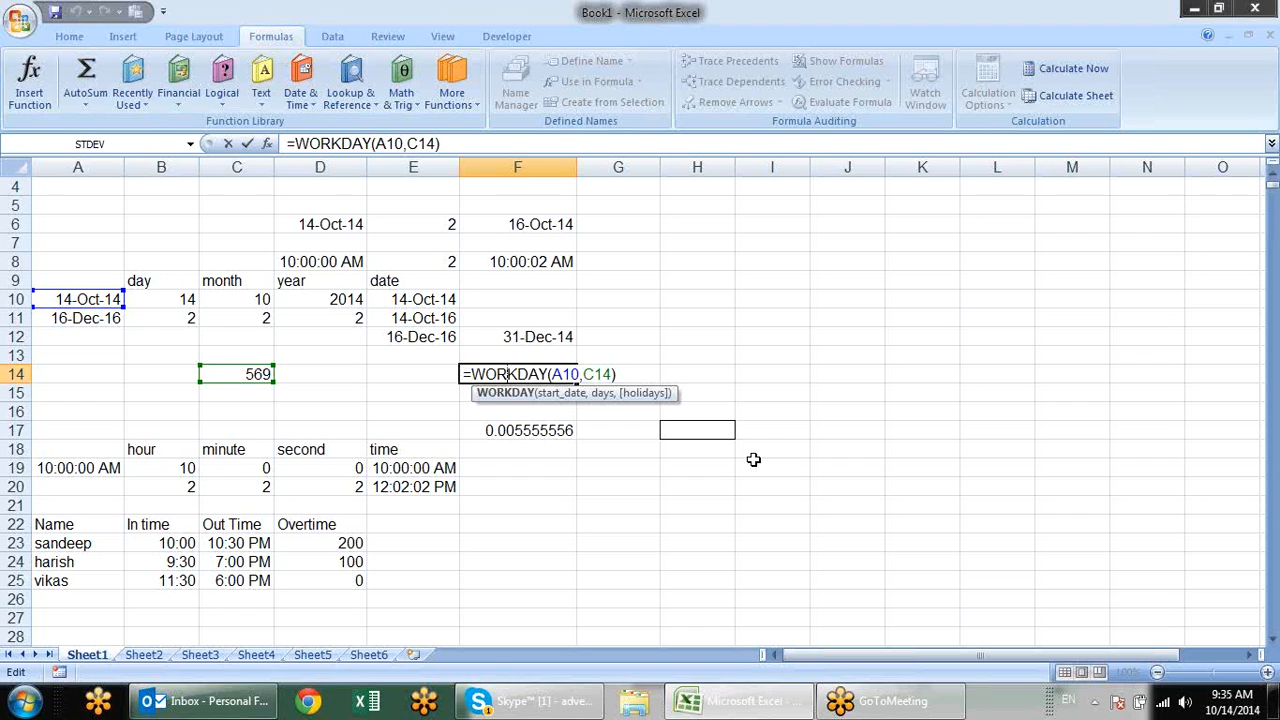 Book1 - Microsoft Excel
Home Insert Page Layout Formulas Data Review View Developer
Insert Function
AutoSum
Recently Used
Financial
Logical
Text
Date & Time
Lookup & Reference
Math & Trig
More Functions
Function Library
Name Manager
Define Name
Use in Formula
Create from Selection
Defined Names
Trace Precedents
Trace Dependents
Remove Arrows
Show Formulas
Error Checking
Evaluate Formula
Formula Auditing
Watch Window
Calculation Options
Calculate Now
Calculate Sheet
Calculation
STDEV =WORKDAY(A10,C14)
A B C D E F G H I J K L M N O
4
5
6 14-Oct-14 2 16-Oct-14
7
8 10:00:00 AM 2 10:00:02 AM
9 day month year date
10 14-Oct-14 14 10 2014 14-Oct-14
11 16-Dec-16 2 2 2 14-Oct-16
12 16-Dec-16 31-Dec-14
13
14 569 =WORKDAY(A10,C14)
15 WORKDAY(start_date, days, [holidays])
16
17 0.005555556
18 hour minute second time
19 10:00:00 AM 10 0 0 10:00:00 AM
20 2 2 2 12:02:02 PM
21
22 Name In time Out Time Overtime
23 sandeep 10:00 10:30 PM 200
24 harish 9:30 7:00 PM 100
25 vikas 11:30 6:00 PM 0
26
27
28
Sheet1 Sheet2 Sheet3 Sheet4 Sheet5 Sheet6
Edit 100%
Inbox - Personal F... Skype™ [1] - adve... Microsoft Excel - ... GoToMeeting EN 9:35 AM
10/14/2014